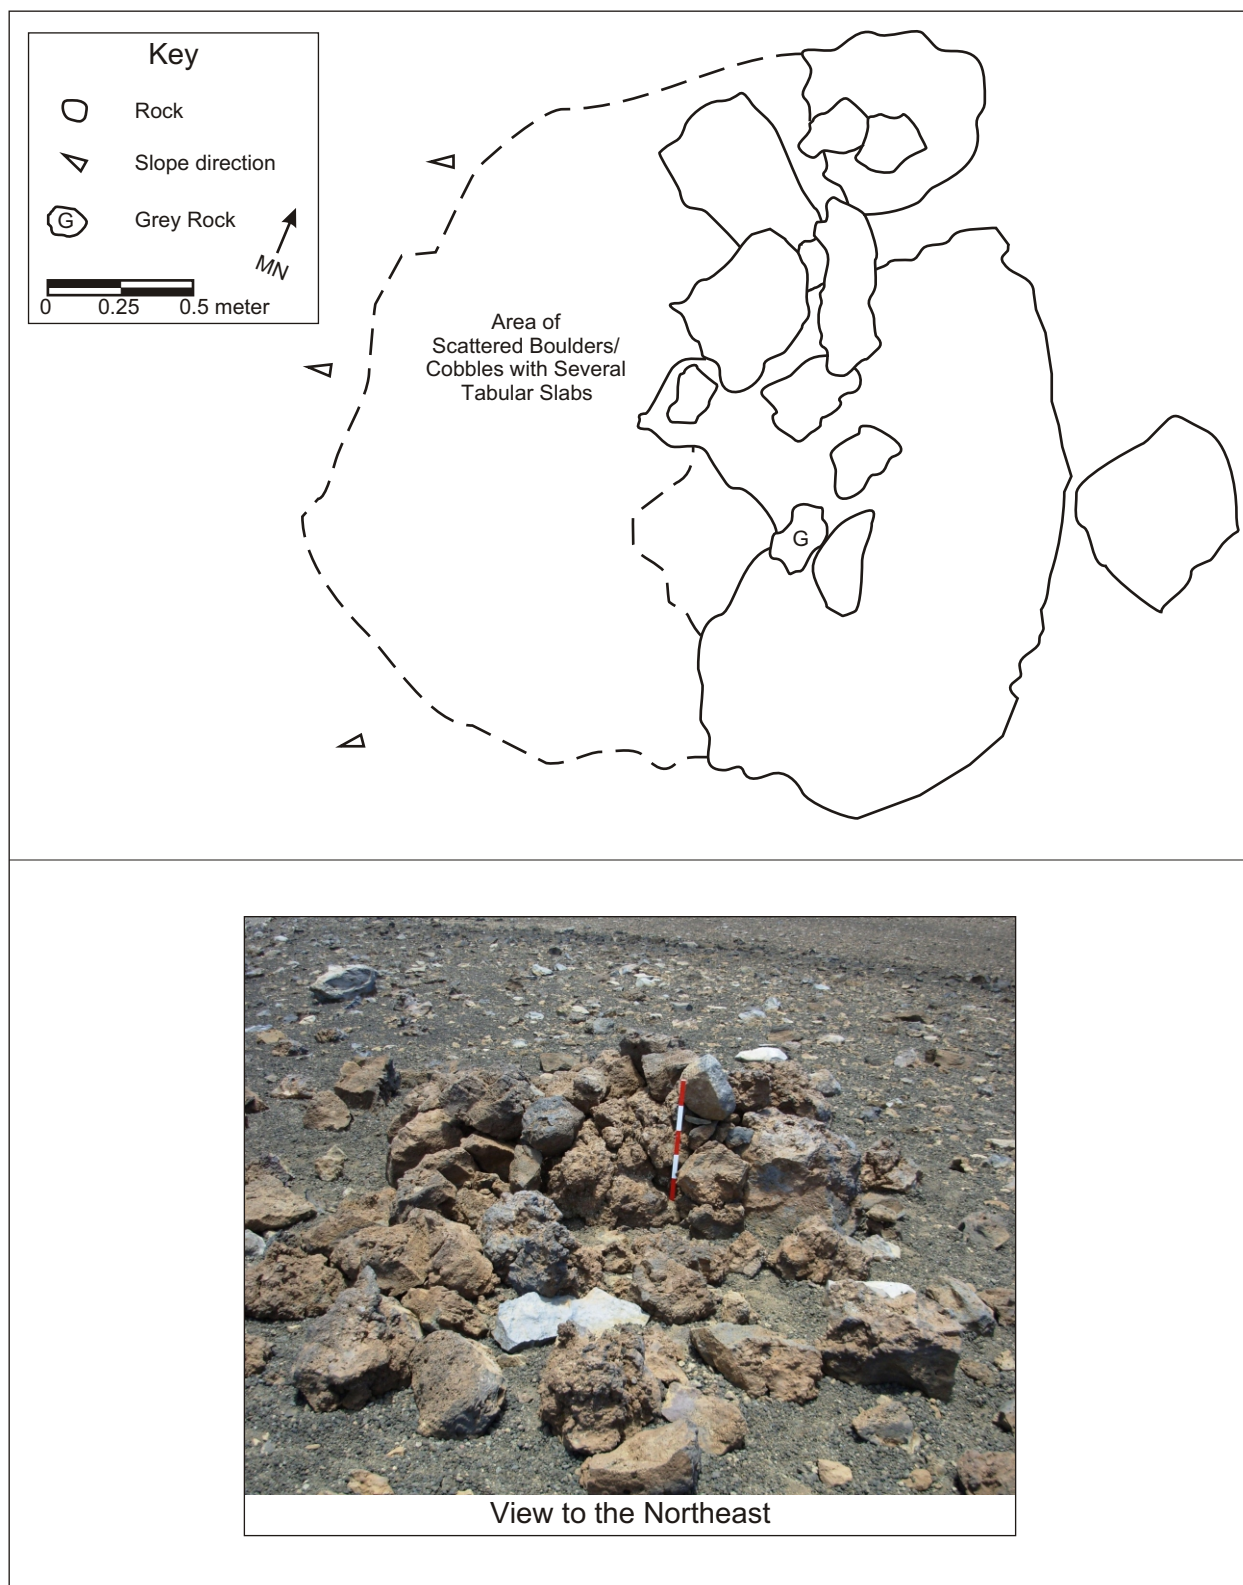 Key
Rock
Slope direction
G
Grey Rock
MN
0 0.25 0.5 meter
Area of
Scattered Boulders/
Cobbles with Several
Tabular Slabs
G
View to the Northeast